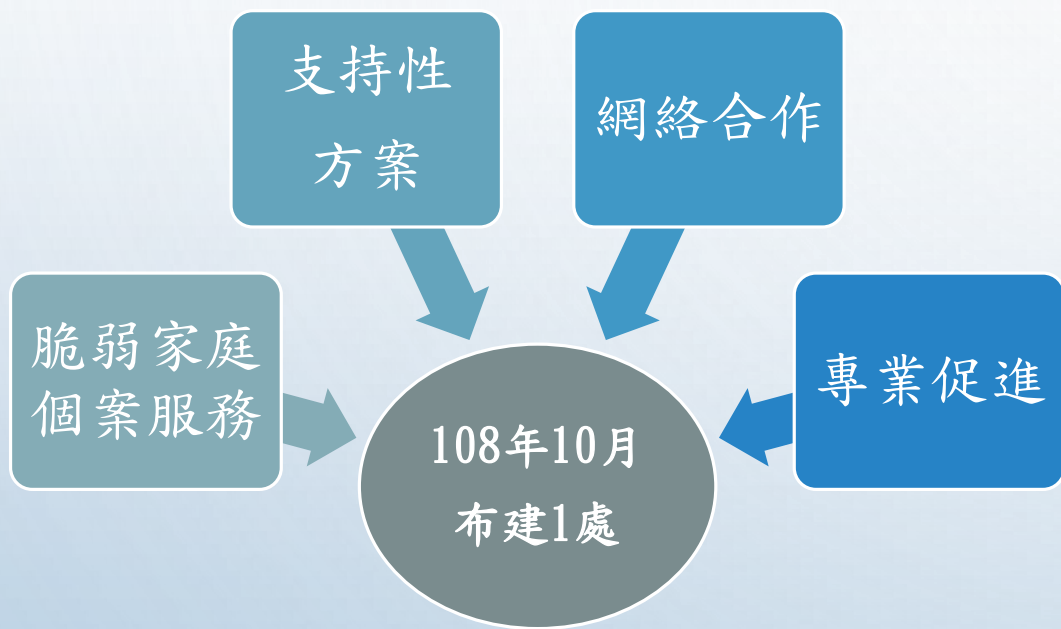 支持性
方案
網絡合作
脆弱家庭
個案服務
專業促進
108年10月
布建1處